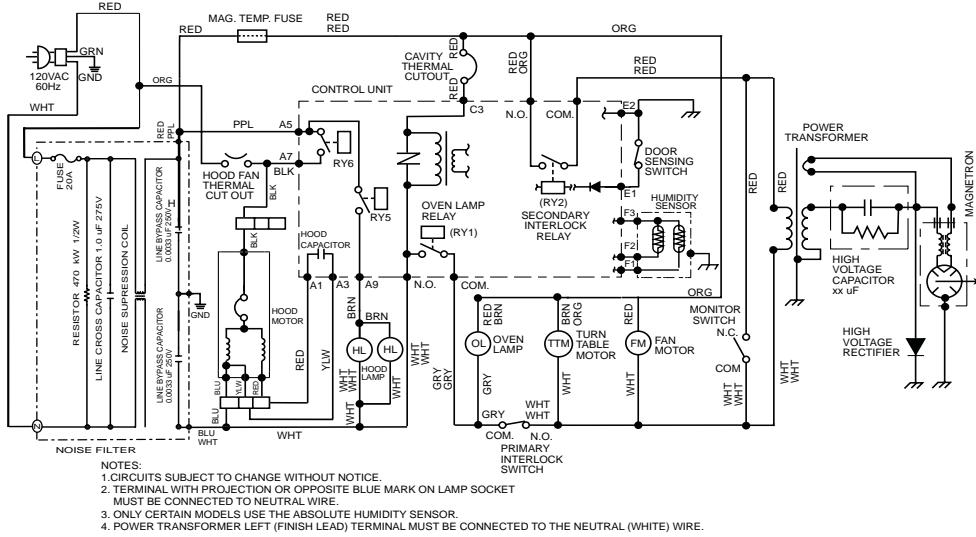 RED
MAG. TEMP. FUSE
RED
RED
RED
ORG
GRN
GND
120VAC
60Hz
WHT
ORG
CAVITY
THERMAL
CUTOUT
RED
RED
RED
ORG
RED
RED
CONTROL UNIT
C3
N.O.
COM.
E2
POWER
TRANSFORMER
RED
PPL
PPL
A5
A7
RY6
BLK
HOOD FAN
THERMAL
CUT OUT
L
FUSE
20A
RESISTOR 470 kW 1/2W
LINE CROSS CAPACITOR 1.0 uF 275V
NOISE SUPRESSION COIL
LINE BYPASS CAPACITOR
0.0033 uF 250V
H
LINE BYPASS CAPACITOR
0.0033 uF 250V
GND
N
NOISE FILTER
BLK
BLK
HOOD
CAPACITOR
HOOD
MOTOR
BLU
YLW
RED
BLU
BLU
WHT
WHT
RY5
A1
A3
A9
RED
YLW
BRN
BRN
HL
HL
HOOD
LAMP
WHT
WHT
WHT
OVEN LAMP
RELAY
(RY1)
N.O.
COM.
WHT
WHT
GRY
GRY
(RY2)
SECONDARY
INTERLOCK
RELAY
E1
DOOR
SENSING
SWITCH
HUMIDITY
SENSOR
F3
F2
F1
ORG
RED
BRN
OL
OVEN
LAMP
GRY
BRN
ORG
TTM
TURN
TABLE
MOTOR
WHT
RED
FM
FAN
MOTOR
GRY
WHT
WHT
COM.
N.O.
PRIMARY
INTERLOCK
SWITCH
RED
MONITOR
SWITCH
N.C.
COM
WHT
WHT
RED
WHT
WHT
HIGH
VOLTAGE
CAPACITOR
xx uF
HIGH
VOLTAGE
RECTIFIER
MAGNETRON
NOTES:
1.CIRCUITS SUBJECT TO CHANGE WITHOUT NOTICE.
2. TERMINAL WITH PROJECTION OR OPPOSITE BLUE MARK ON LAMP SOCKET
MUST BE CONNECTED TO NEUTRAL WIRE.
3. ONLY CERTAIN MODELS USE THE ABSOLUTE HUMIDITY SENSOR.
4. POWER TRANSFORMER LEFT (FINISH LEAD) TERMINAL MUST BE CONNECTED TO THE NEUTRAL (WHITE) WIRE.